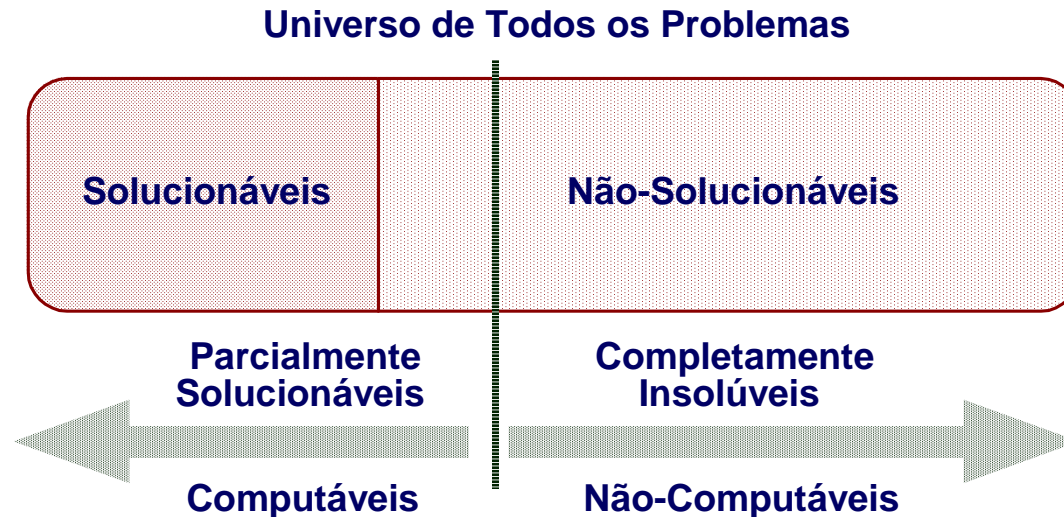 Universo de Todos os Problemas
Solucionáveis
Não-Solucionáveis
Parcialmente
Solucionáveis
Completamente
Insolúveis
Computáveis
Não-Computáveis